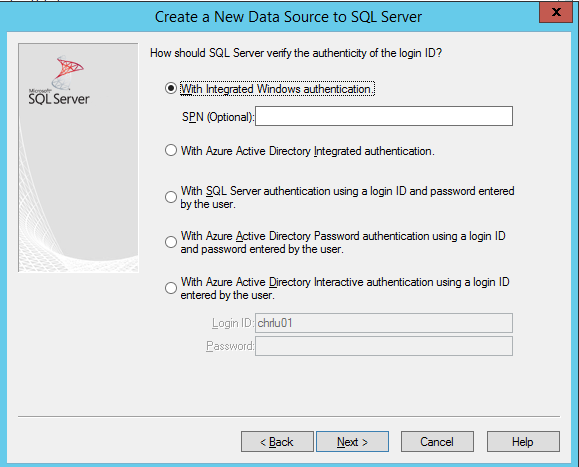 Create a New Data Source to SQL Server
x
Microsoft
SQL Server
How should SQL Server verify the authenticity of the login ID?
With Integrated Windows authentication.
SPN (Optional):
With Azure Active Directory Integrated authentication.
With SQL Server authentication using a login ID and password entered
by the user.
With Azure Active Directory Password authentication using a login ID
and password entered by the user.
With Azure Active Directory Interactive authentication using a login ID
entered by the user.
Login ID: chrlu01
Password:
< Back Next > Cancel Help